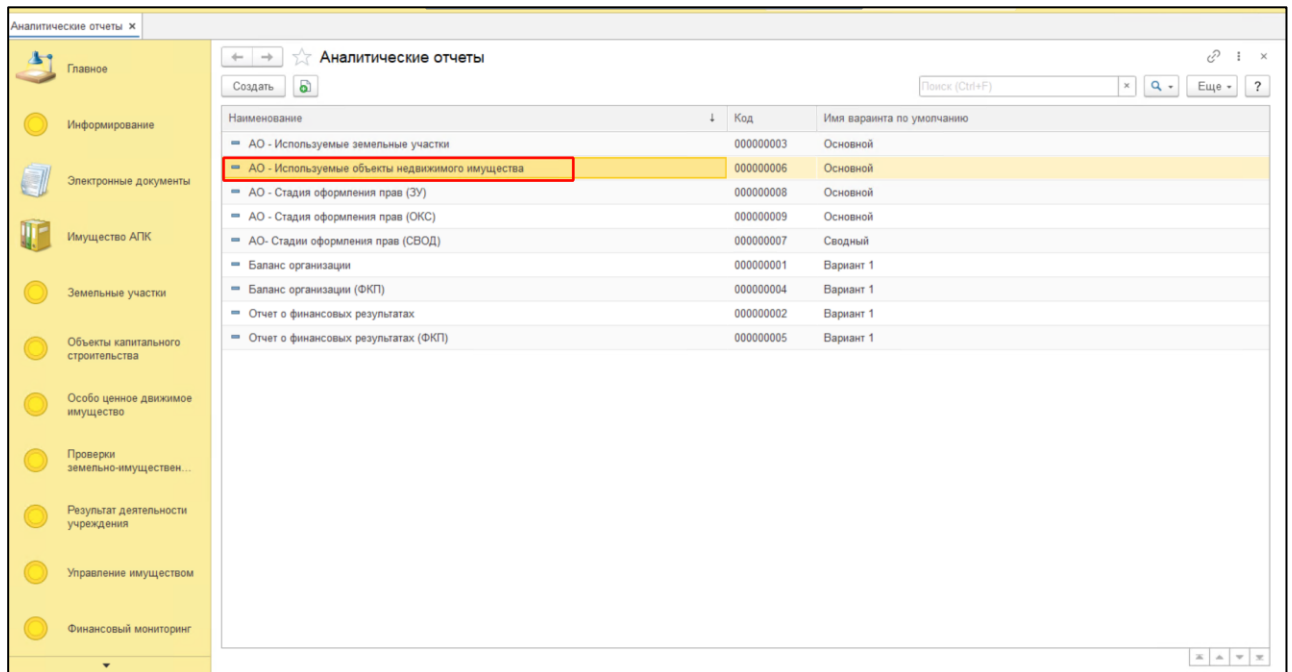 Аналитические отчеты ×
Главное
Информирование
Электронные документы
Имущество АПК
Земельные участки
Объекты капитального
строительства
Особо ценное движимое
имущество
Проверки
земельно-имуществен...
Результат деятельности
учреждения
Управление имуществом
Финансовый мониторинг
Аналитические отчеты
Создать
Поиск (Ctrl+F) × Еще ?
Наименование ↓ Код Имя вараинта по умолчанию
АО - Используемые земельные участки 000000003 Основной
АО - Используемые объекты недвижимого имущества 000000006 Основной
АО - Стадия оформления прав (ЗУ) 000000008 Основной
АО - Стадия оформления прав (ОКС) 000000009 Основной
АО- Стадии оформления прав (СВОД) 000000007 Сводный
Баланс организации 000000001 Вариант 1
Баланс организации (ФКП) 000000004 Вариант 1
Отчет о финансовых результатах 000000002 Вариант 1
Отчет о финансовых результатах (ФКП) 000000005 Вариант 1